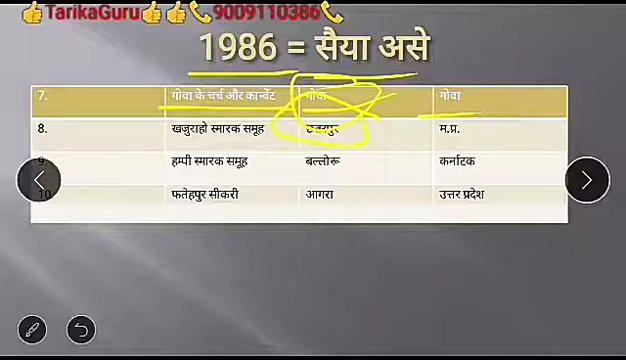 👍TarikaGuru👍👍📞9009110386📞
1986 = सैया असे
7. गोवा के चर्च और कान्वेंट गोवा गोवा
8. खजुराहो स्मारक समूह छतरपुर म.प्र.
9. हम्पी स्मारक समूह बल्लोरू कर्नाटक
10. फतेहपुर सीकरी आगरा उत्तर प्रदेश